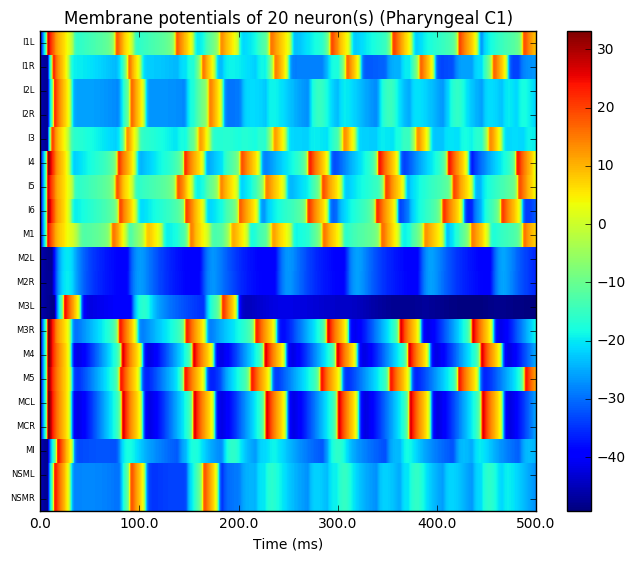 Membrane potentials of 20 neuron(s) (Pharyngeal C1)
I1L
I1R
I2L
I2R
I3
I4
I5
I6
M1
M2L
M2R
M3L
M3R
M4
M5
MCL
MCR
MI
NSML
NSMR
0.0 100.0 200.0 300.0 400.0 500.0
Time (ms)
30
20
10
0
−10
−20
−30
−40